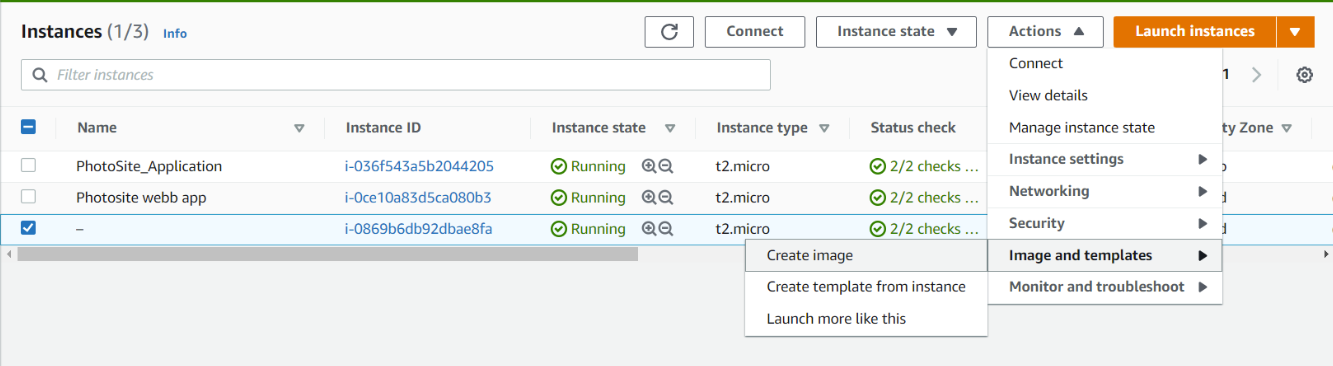 Instances (1/3) Info Connect Instance state Actions Launch instances
Filter instances
1
Connect
View details
Manage instance state
Instance settings
Networking
Security
Image and templates
Monitor and troubleshoot
Name Instance ID Instance state Instance type Status check ty Zone
PhotoSite_Application i-036f543a5b2044205 Running t2.micro 2/2 checks ...
Photosite webb app i-0ce10a83d5ca080b3 Running t2.micro 2/2 checks ... d
– i-0869b6db92dbae8fa Running t2.micro 2/2 checks ... d
Create image
Create template from instance
Launch more like this